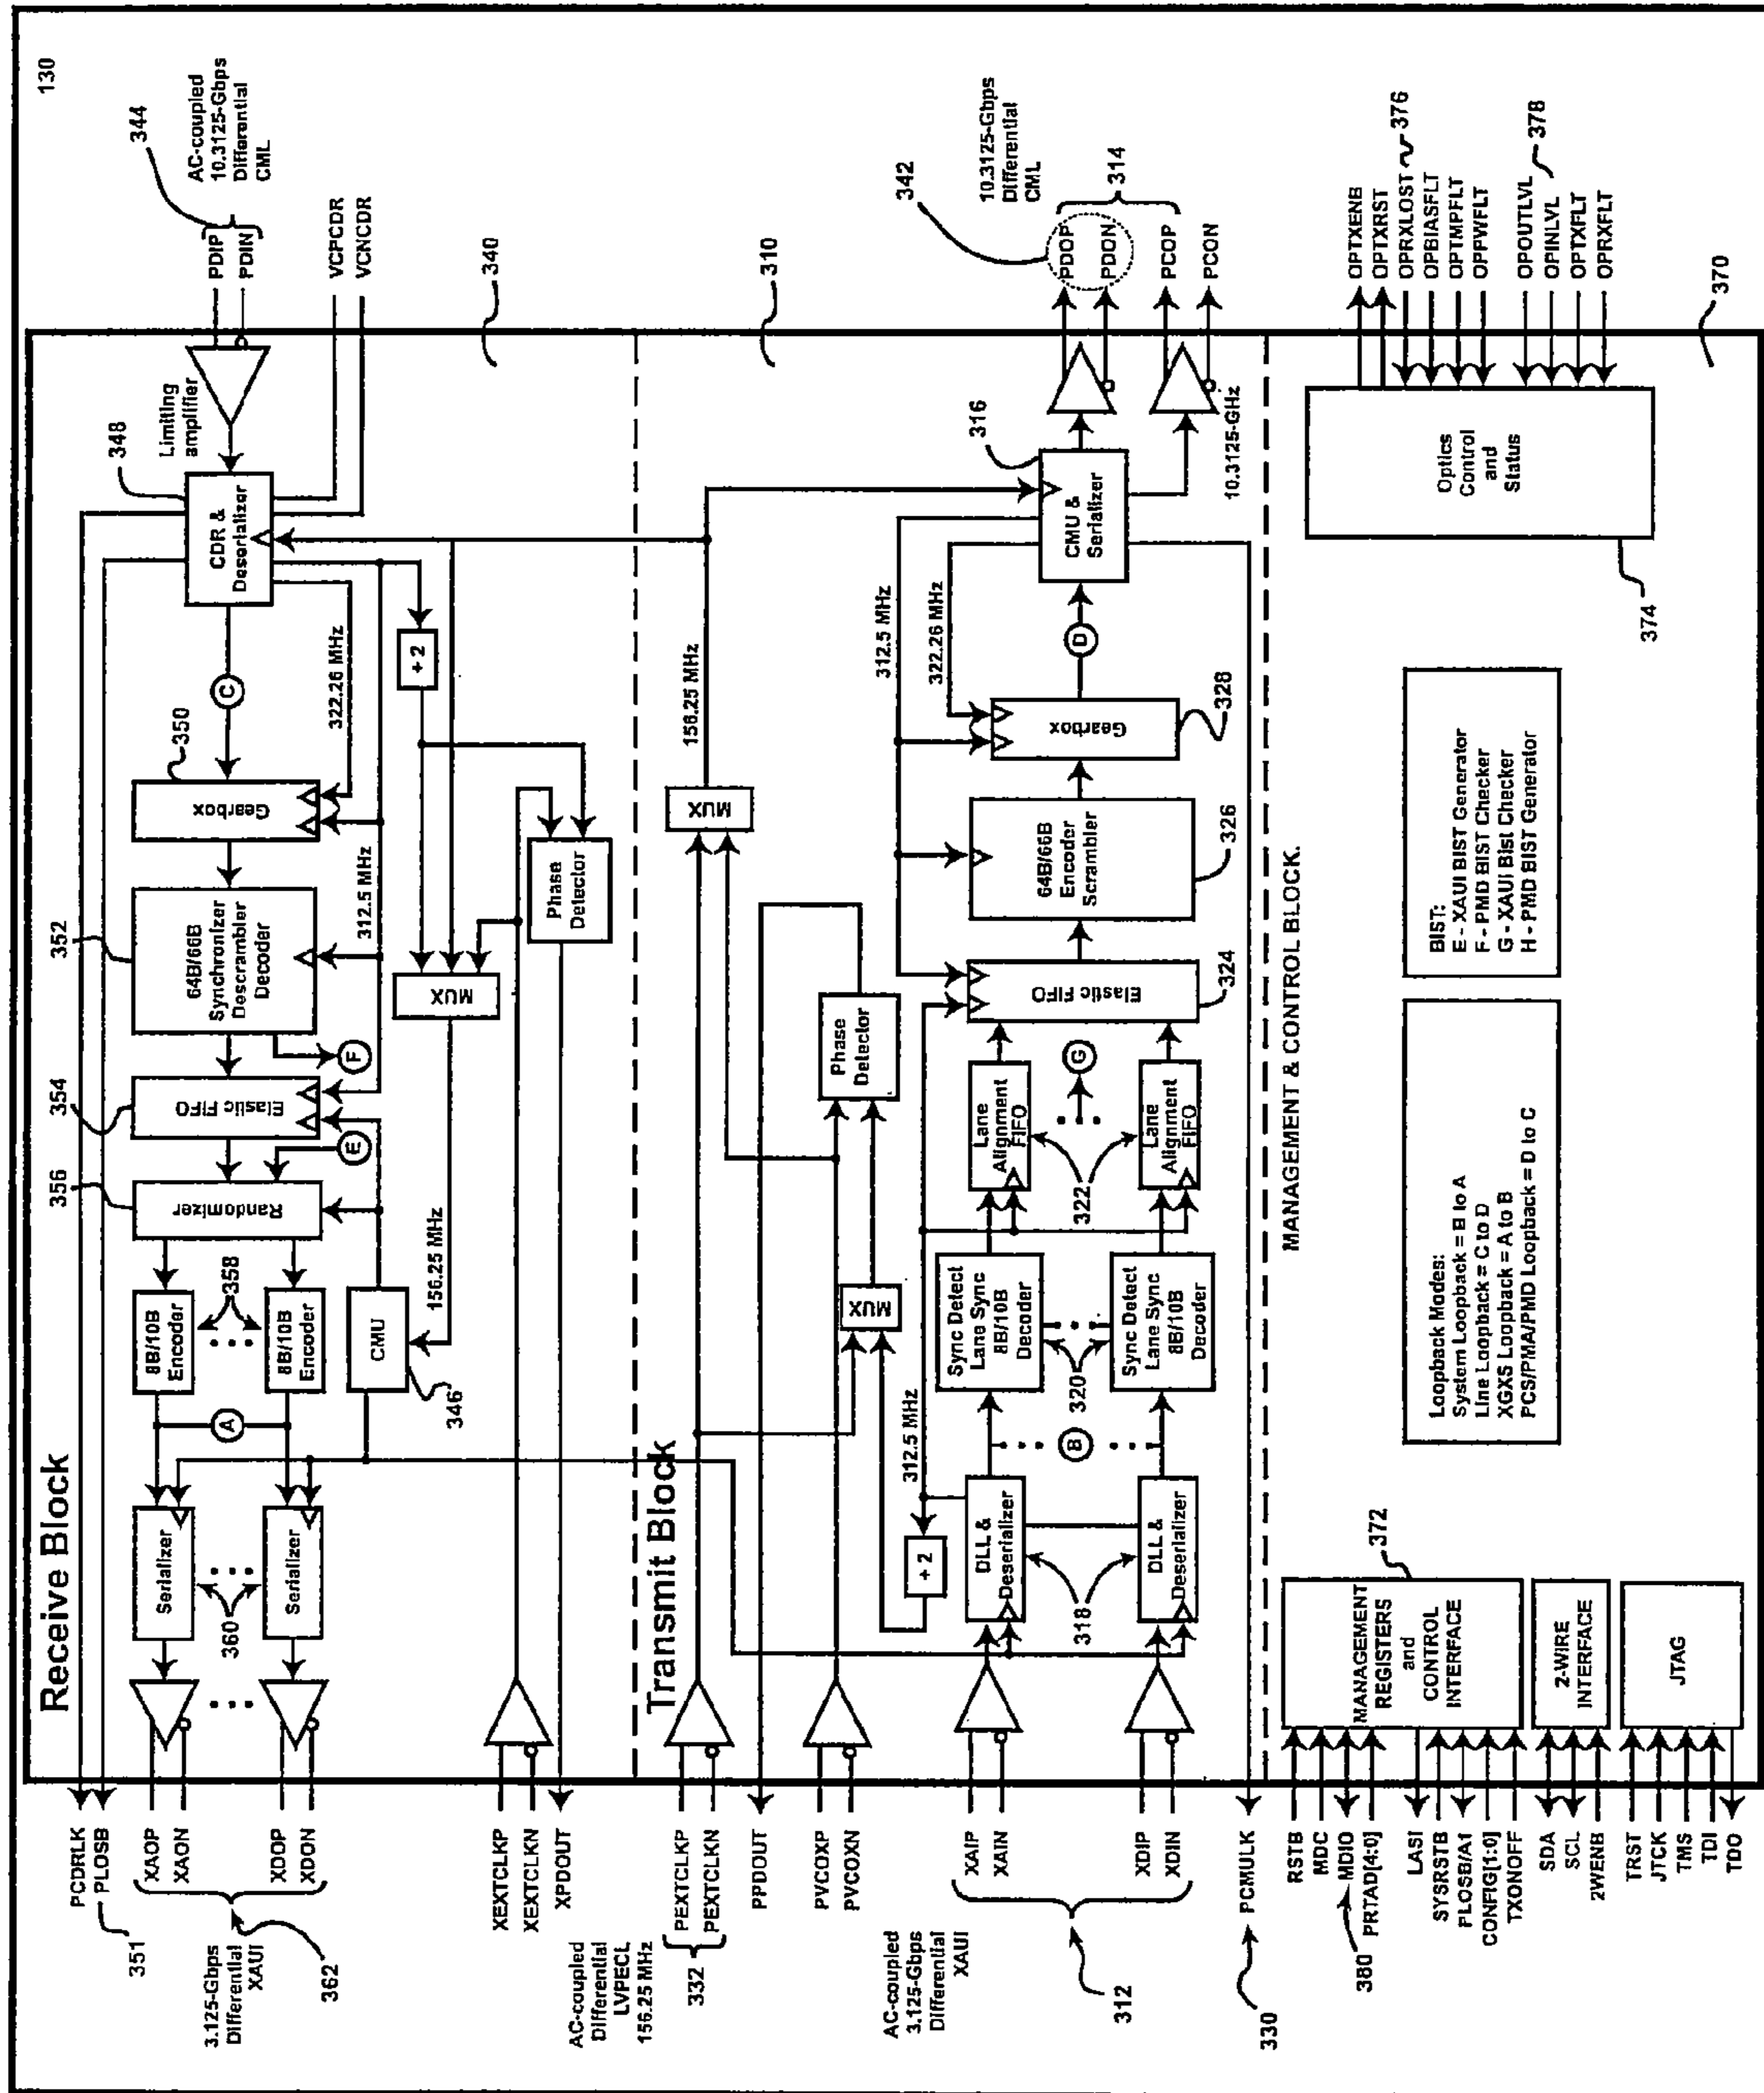 130
Receive Block
PCDRLK
PLOSB
351
XAOP
XAON
XDOP
XDON
3.125-Gbps
Differential
XAUI
362
Serializer
Serializer
360
A
8B/10B
Encoder
8B/10B
Encoder
358
CMU
346
356
Randomizer
E
354
Elastic FIFO
F
352
64B/66B
Synchronizer
Descrambler
Decoder
350
Gearbox
C
348
CDR &
Deserializer
Limiting
amplifier
344
AC-coupled
10.3125-Gbps
Differential
CML
PDIP
PDIN
VCPCDR
VCNCDR
322.26 MHz
312.5 MHz
÷ 2
MUX
156.25 MHz
Phase
Detector
XEXTCLKP
XEXTCLKN
XPDOUT
340
Transmit Block
310
AC-coupled
Differential
LVPECL
156.25 MHz
PEXTCLKP
PEXTCLKN
332
PPDOUT
PVCOXP
PVCOXN
MUX
156.25 MHz
Phase
Detector
MUX
AC-coupled
3.125-Gbps
Differential
XAUI
XAIP
XAIN
XDIP
XDIN
312
÷ 2
312.5 MHz
DLL &
Deserializer
DLL &
Deserializer
318
B
Sync Detect
Lane Sync
8B/10B
Decoder
Sync Detect
Lane Sync
8B/10B
Decoder
320
Lane
Alignment
FIFO
Lane
Alignment
FIFO
322
G
Elastic FIFO
324
64B/66B
Encoder
Scrambler
326
Gearbox
328
D
312.5 MHz
322.26 MHz
CMU &
Serializer
316
10.3125-GHz
342
10.3125-Gbps
Differential
CML
PDOP
PDON
PCOP
PCON
314
PCMULK
330
MANAGEMENT & CONTROL BLOCK.
RSTB
MDC
MDIO
PRTAD[4:0]
380
LASI
SYSRSTB
PLOSB/A1
CONFIG[1:0]
TXONOFF
372
MANAGEMENT
REGISTERS
and
CONTROL
INTERFACE
SDA
SCL
2WENB
2-WIRE
INTERFACE
TRST
JTCK
TMS
TDI
TDO
JTAG
Loopback Modes:
System Loopback = B to A
Line Loopback = C to D
XGXS Loopback = A to B
PCS/PMA/PMD Loopback = D to C
BIST:
E - XAUI BIST Generator
F - PMD BIST Checker
G - XAUI Bist Checker
H - PMD BIST Generator
Optics
Control
and
Status
374
OPTXENB
OPTXRST
OPRXLOST
376
OPBIASFLT
OPTMPFLT
OPPWFLT
OPOUTLVL
OPINLVL
378
OPTXFLT
OPRXFLT
370